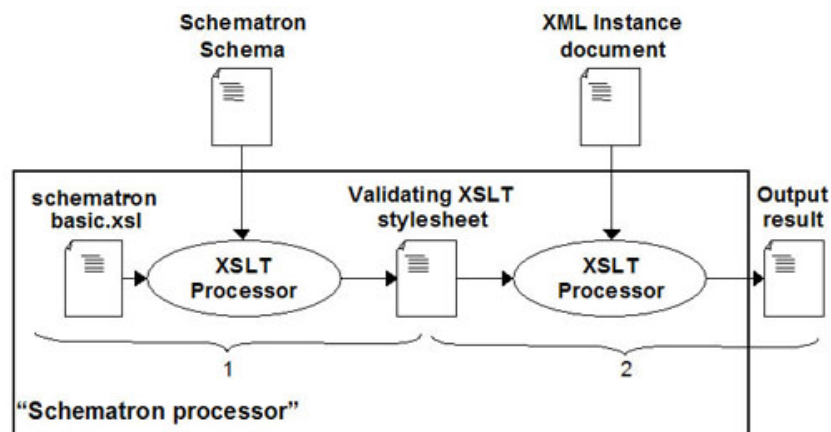 Schematron
Schema
XML Instance
document
schematron
basic.xsl
Validating XSLT
stylesheet
Output
result
XSLT
Processor
XSLT
Processor
1
2
“Schematron processor”